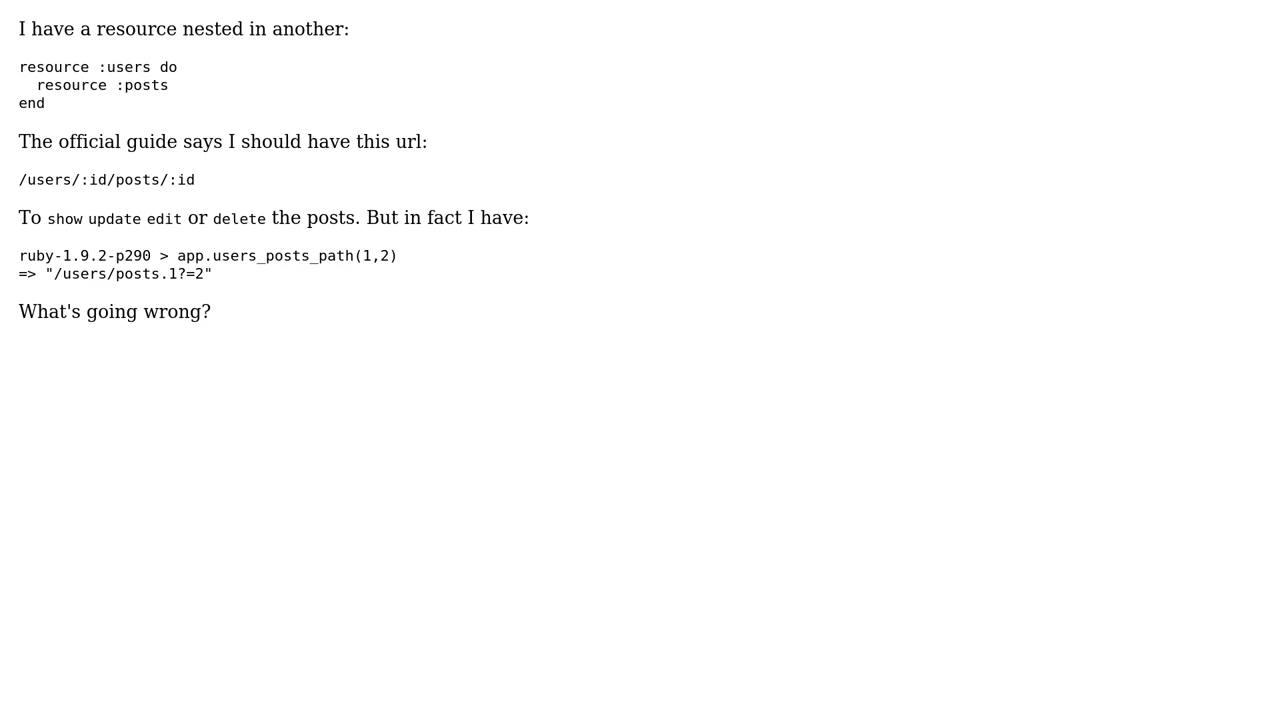 I have a resource nested in another:
resource :users do
  resource :posts
end
The official guide says I should have this url:
/users/:id/posts/:id
To show update edit or delete the posts. But in fact I have:
ruby-1.9.2-p290 > app.users_posts_path(1,2)
=> "/users/posts.1?=2"
What's going wrong?